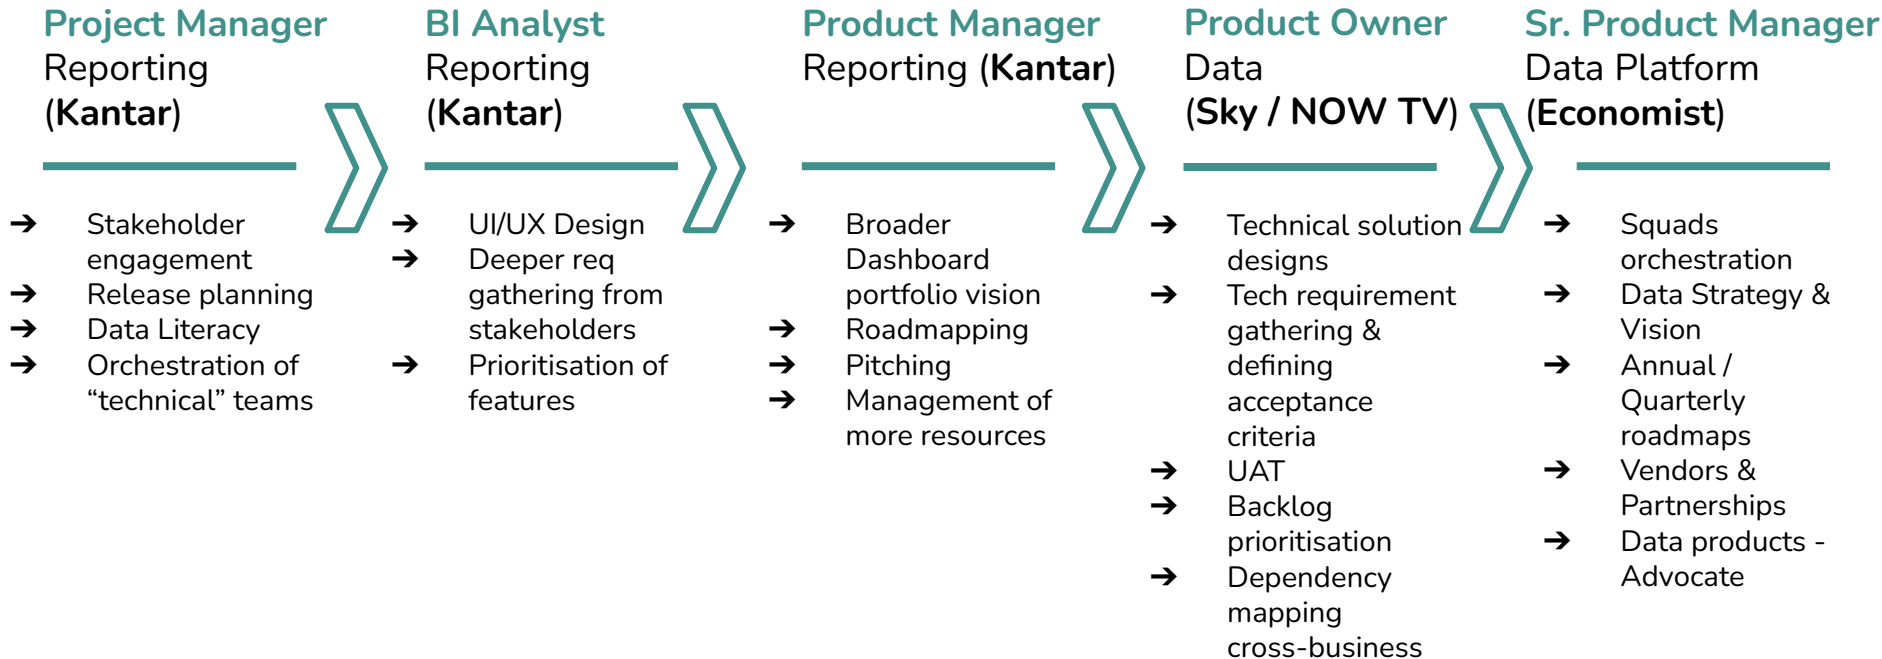 Project Manager
Reporting
(Kantar)
➔ Stakeholder
engagement
➔ Release planning
➔ Data Literacy
➔ Orchestration of
“technical” teams
BI Analyst
Reporting
(Kantar)
➔ UI/UX Design
➔ Deeper req
gathering from
stakeholders
➔ Prioritisation of
features
Product Manager
Reporting (Kantar)
➔ Broader
Dashboard
portfolio vision
➔ Roadmapping
➔ Pitching
➔ Management of
more resources
Product Owner
Data
(Sky / NOW TV)
➔ Technical solution
designs
➔ Tech requirement
gathering &
defining
acceptance
criteria
➔ UAT
➔ Backlog
prioritisation
➔ Dependency
mapping
cross-business
Sr. Product Manager
Data Platform
(Economist)
➔ Squads
orchestration
➔ Data Strategy &
Vision
➔ Annual /
Quarterly
roadmaps
➔ Vendors &
Partnerships
➔ Data products -
Advocate